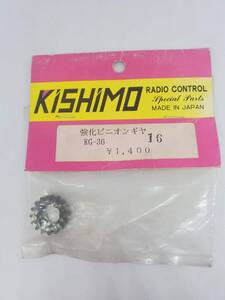 KISHIMO
RADIO CONTROL
Special Parts
MADE IN JAPAN
強化ピニオンギヤ
KG-36 16
¥1,400